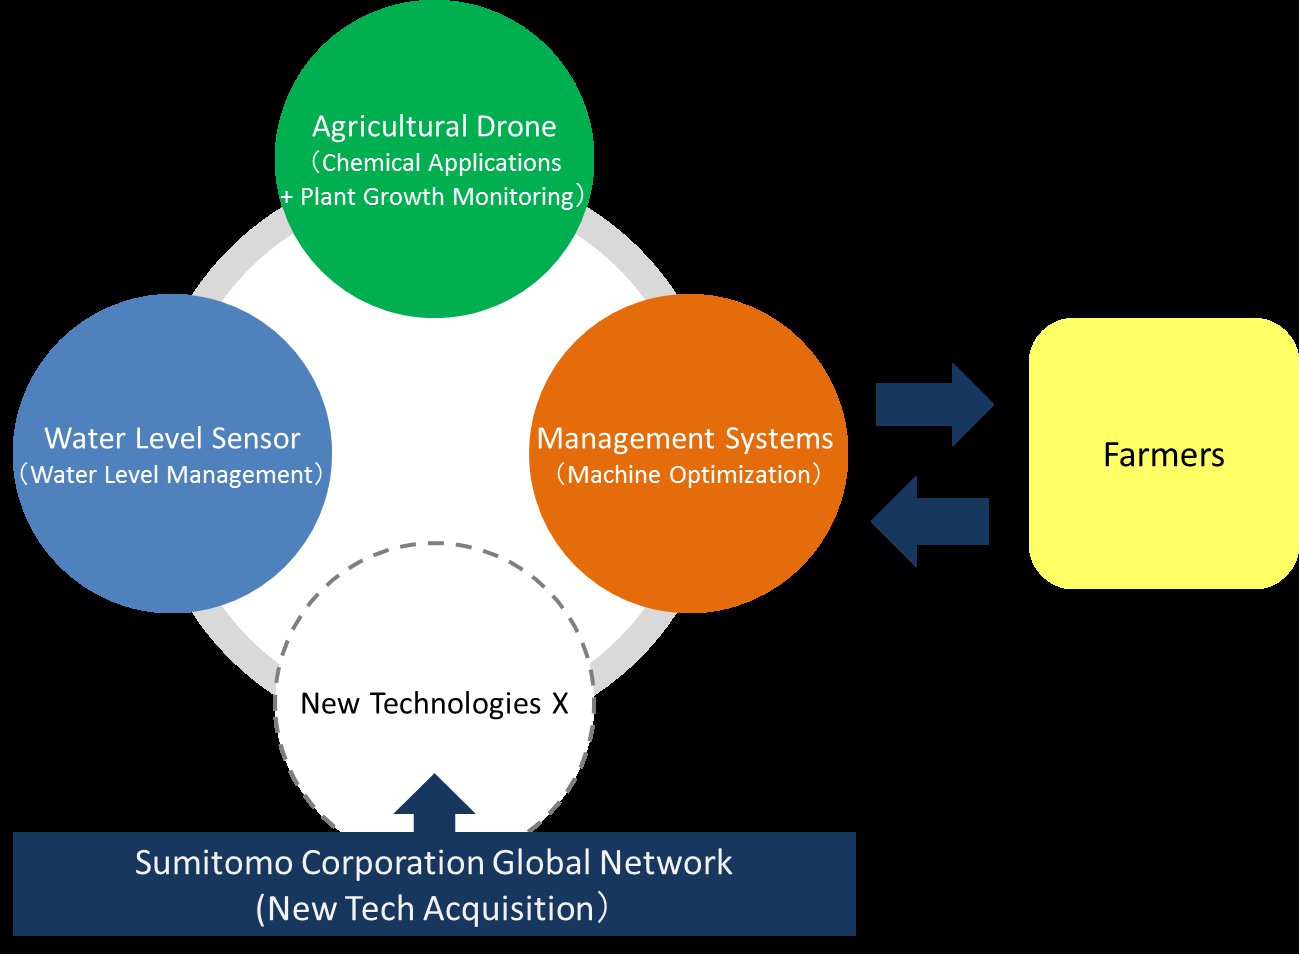 Agricultural Drone
（Chemical Applications
+ Plant Growth Monitoring）
Water Level Sensor
（Water Level Management）
Management Systems
（Machine Optimization）
Farmers
New Technologies X
Sumitomo Corporation Global Network
(New Tech Acquisition）